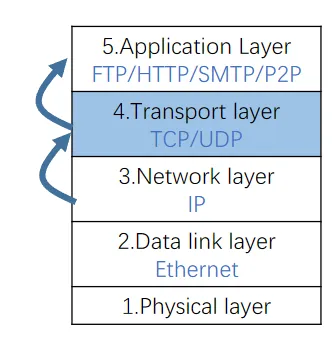 5.Application Layer
FTP/HTTP/SMTP/P2P
4.Transport layer
TCP/UDP
3.Network layer
IP
2.Data link layer
Ethernet
1.Physical layer